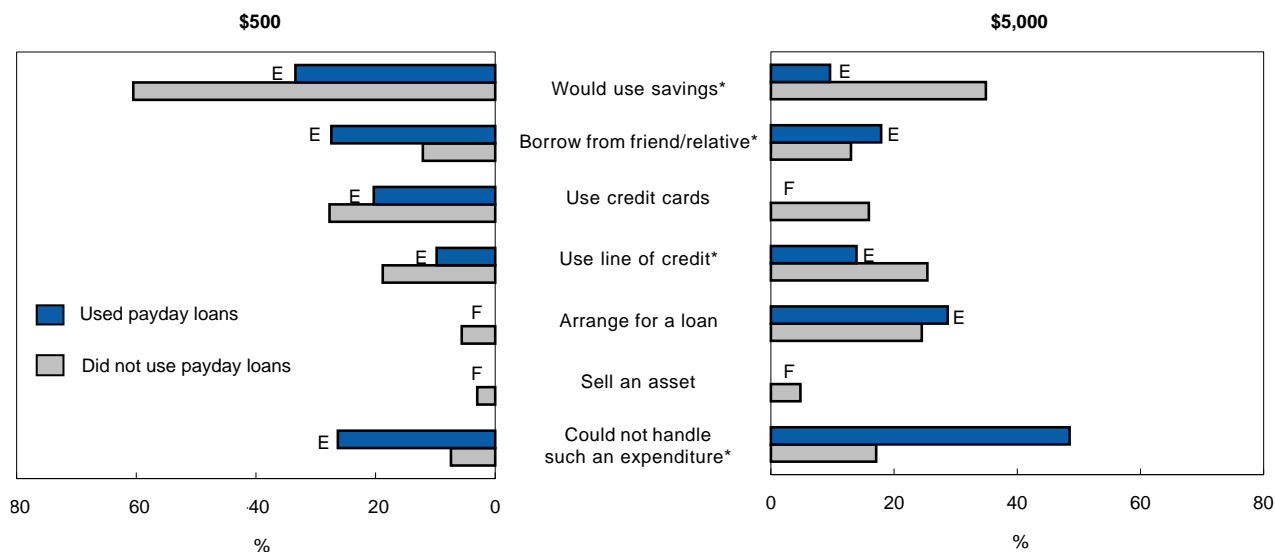 $500
$5,000
E
Would use savings*
E
E
Borrow from friend/relative*
E
E
Use credit cards
F
E
Use line of credit*
E
Used payday loans
F
Arrange for a loan
E
Did not use payday loans
F
Sell an asset
F
E
Could not handle
such an expenditure*
80
60
40
20
0
0
20
40
60
80
%
%